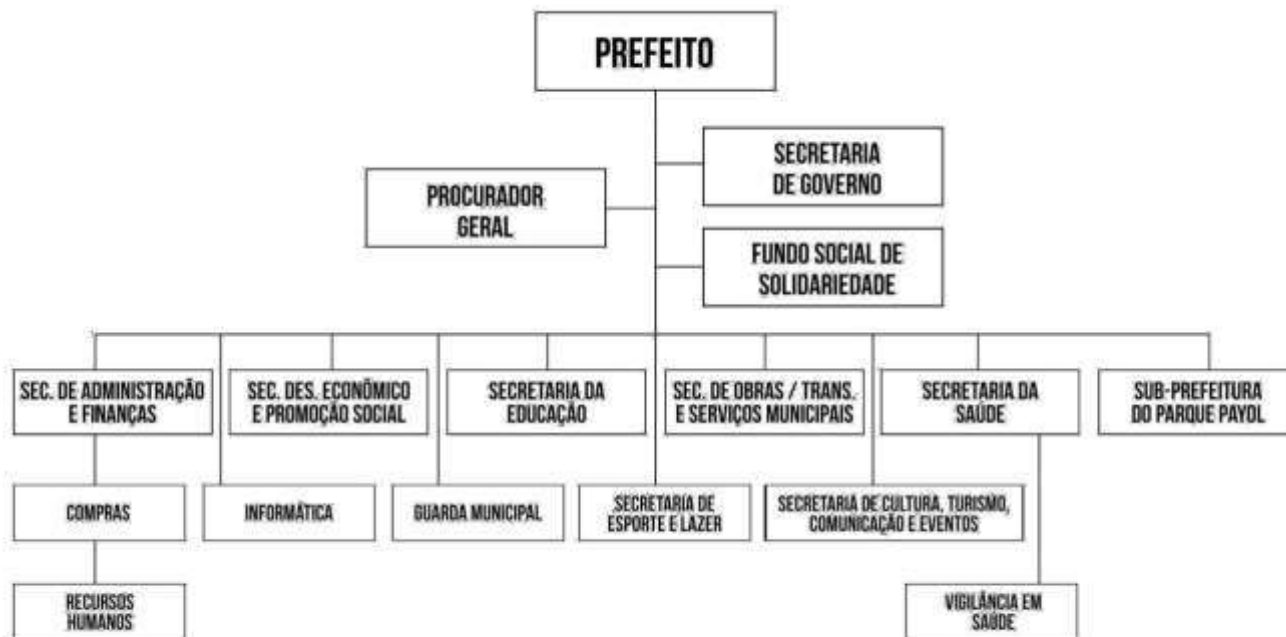 PREFEITO
SECRETARIA
DE GOVERNO
PROCURADOR
GERAL
FUNDO SOCIAL DE
SOLIDARIEDADE
SEC. DE ADMINISTRAÇÃO
E FINANÇAS
SEC. DES. ECONÔMICO
E PROMOÇÃO SOCIAL
SECRETARIA DA
EDUCAÇÃO
SEC. DE OBRAS / TRANS.
E SERVIÇOS MUNICIPAIS
SECRETARIA DA
SAÚDE
SUB-PREFEITURA
DO PARQUE PAYOL
COMPRAS
INFORMÁTICA
GUARDA MUNICIPAL
SECRETARIA DE
ESPORTE E LAZER
SECRETARIA DE CULTURA, TURISMO,
COMUNICAÇÃO E EVENTOS
RECURSOS
HUMANOS
VIGILÂNCIA EM
SAÚDE